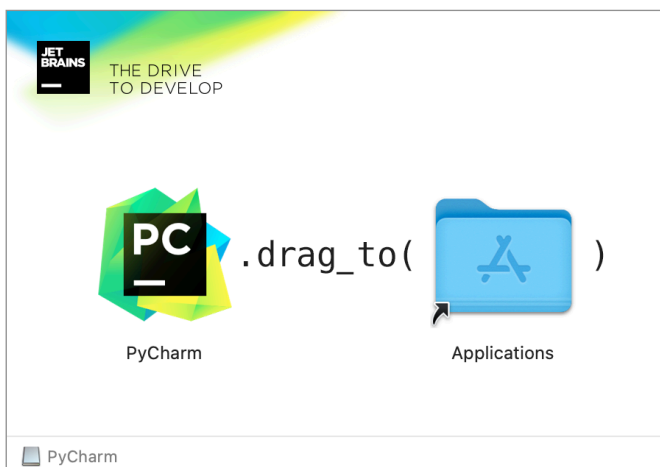 JET
BRAINS
THE DRIVE
TO DEVELOP
PC
.drag_to( )
PyCharm
Applications
PyCharm